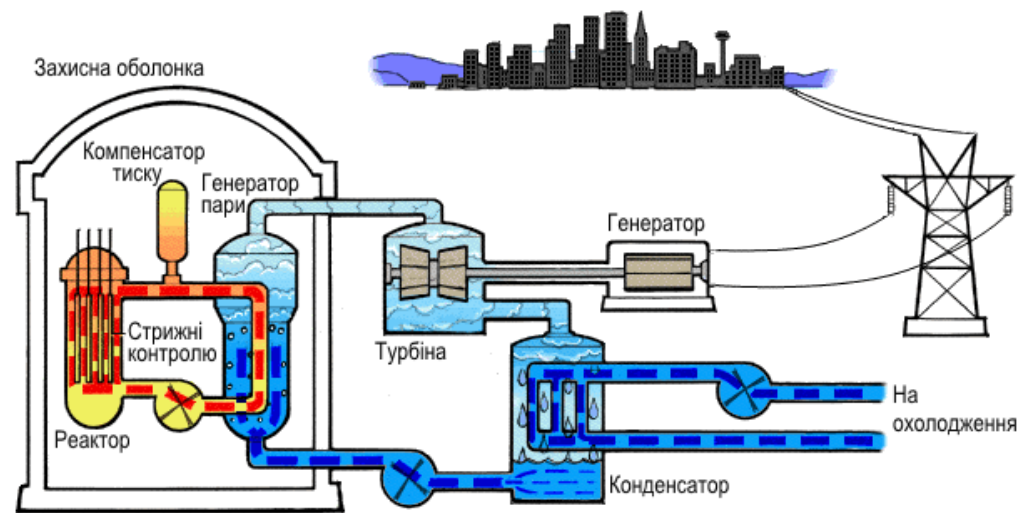 Захисна оболонка
Компенсатор
тиску
Генератор
пари
Генератор
Стрижні
контролю
Турбіна
На
охолодження
Реактор
Конденсатор